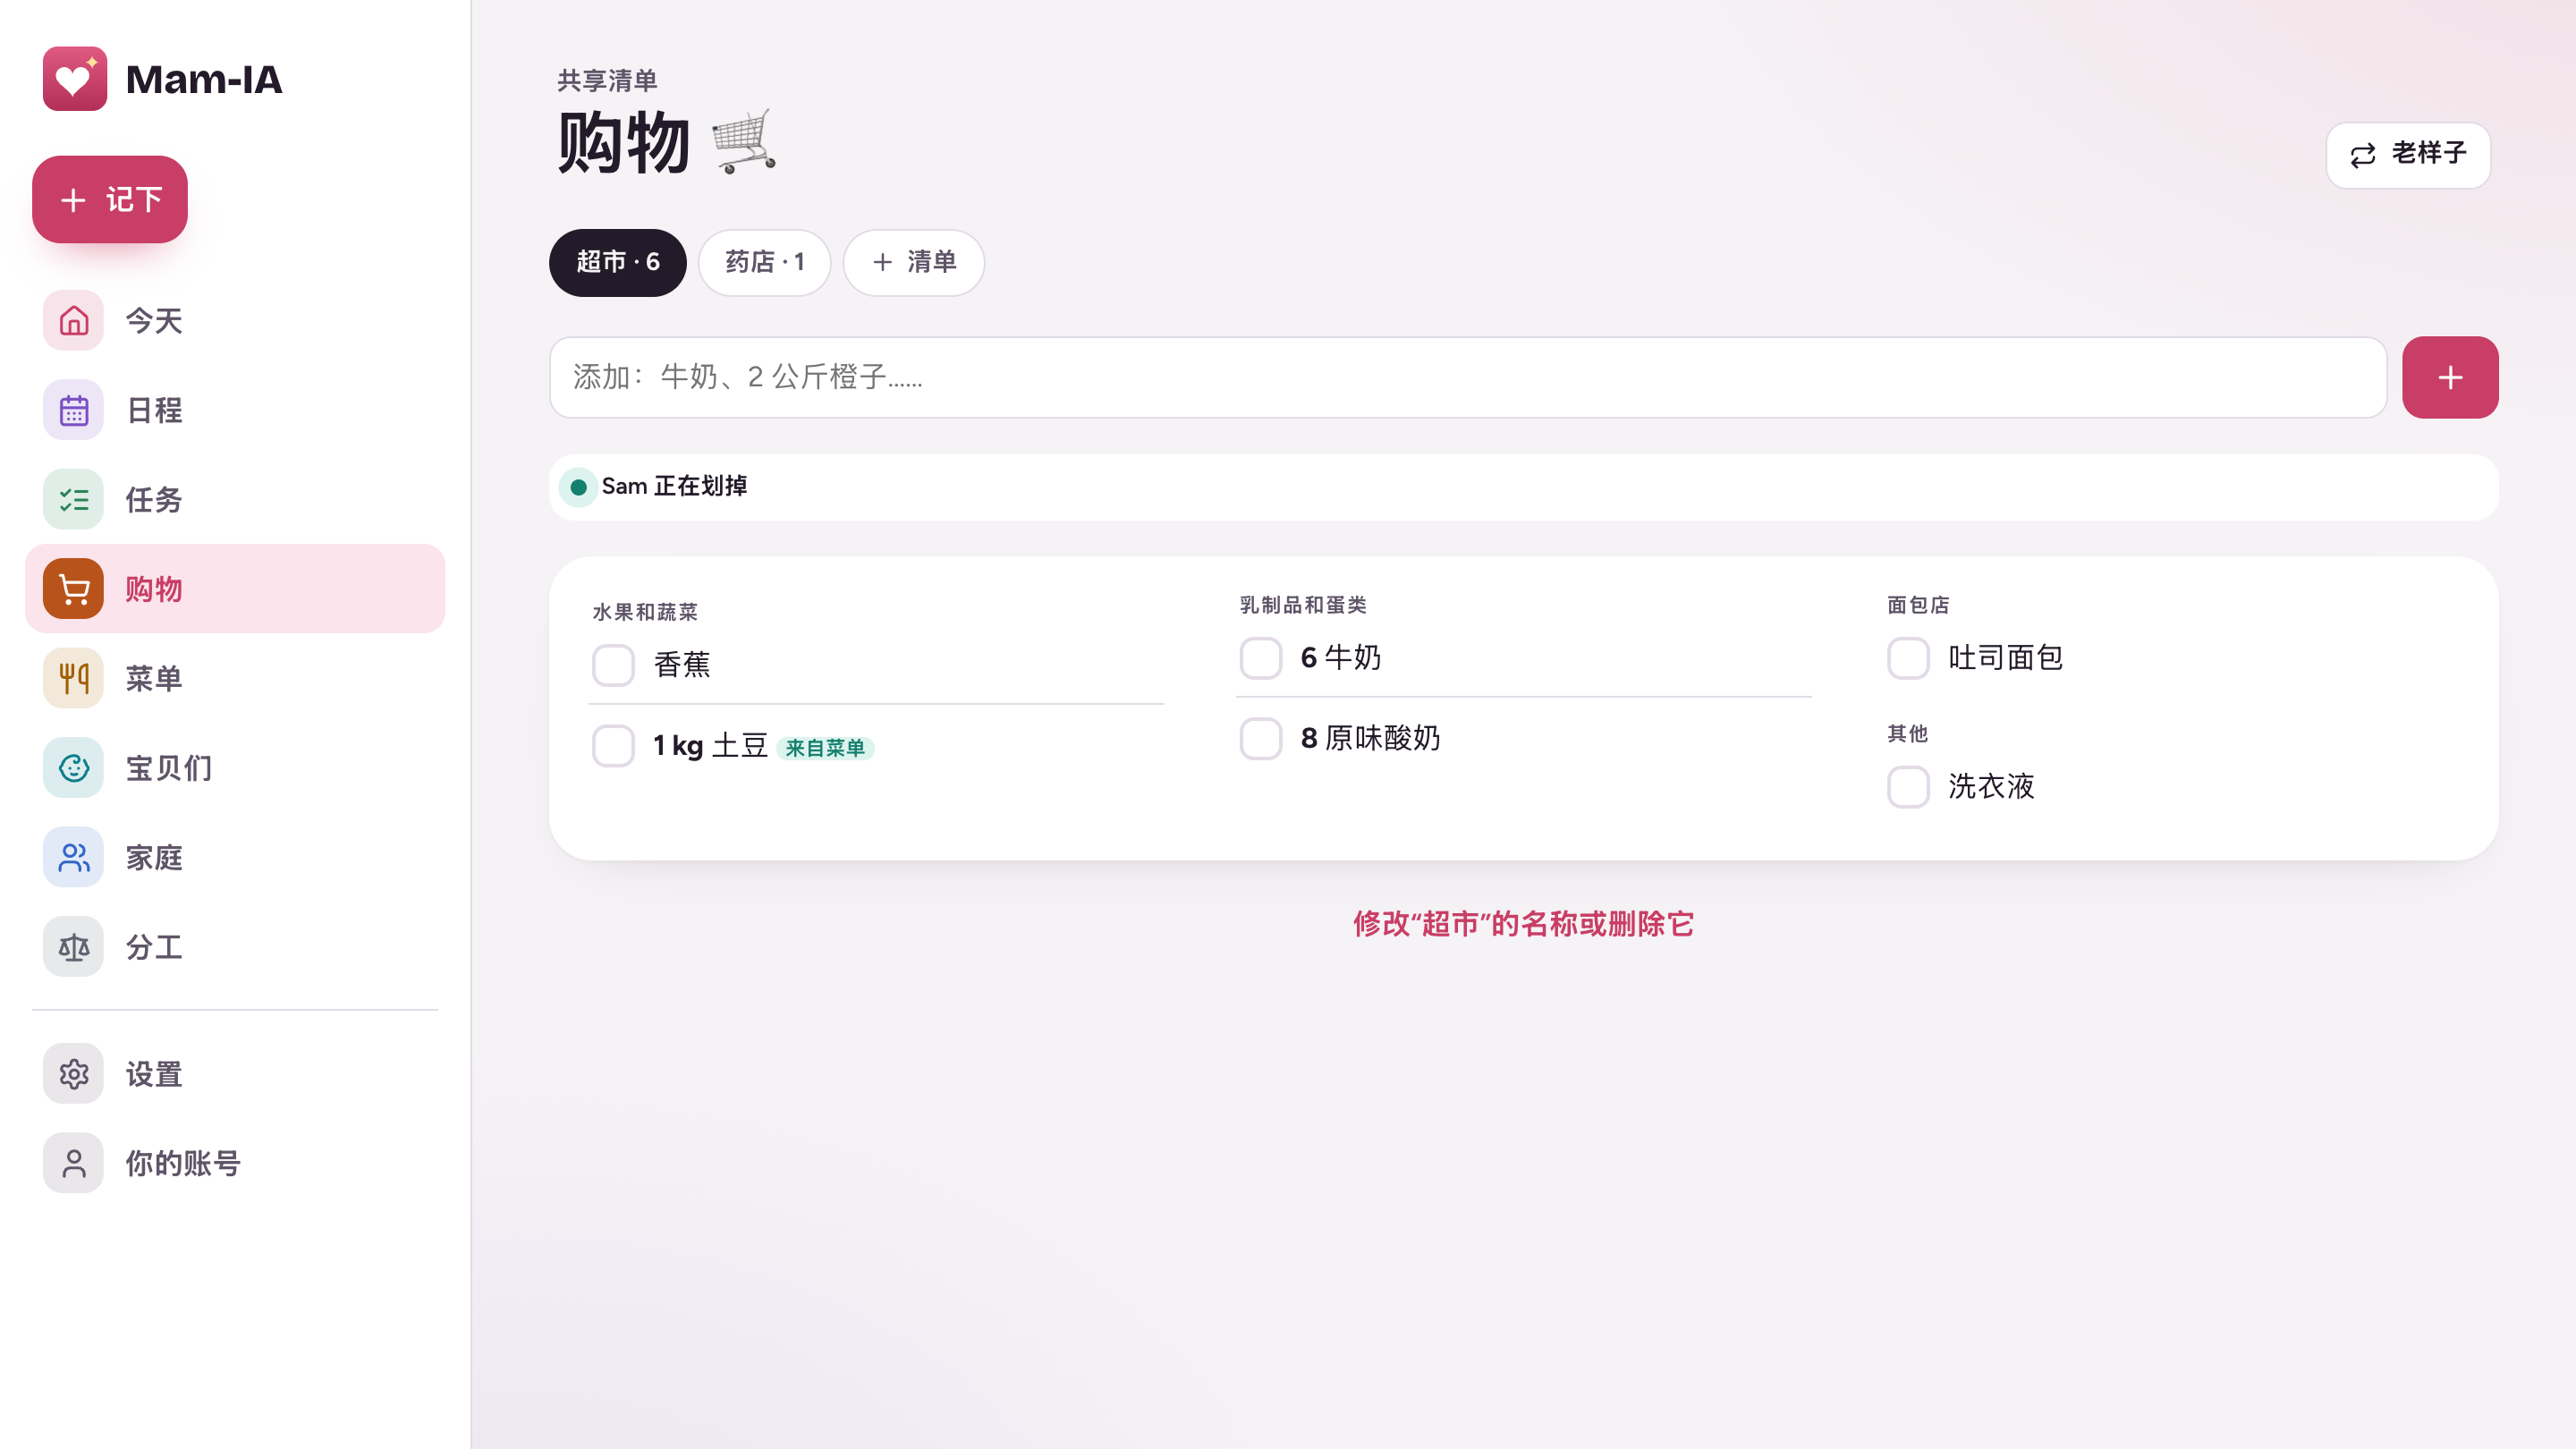 Mam-IA
记下
今天
日程
任务
购物
菜单
宝贝们
家庭
分工
设置
你的账号
共享清单
购物
老样子
超市 · 6
药店 · 1
清单
添加：牛奶、2 公斤橙子……
Sam 正在划掉
水果和蔬菜
香蕉
1 kg 土豆 来自菜单
乳制品和蛋类
6 牛奶
8 原味酸奶
面包店
吐司面包
其他
洗衣液
修改“超市”的名称或删除它